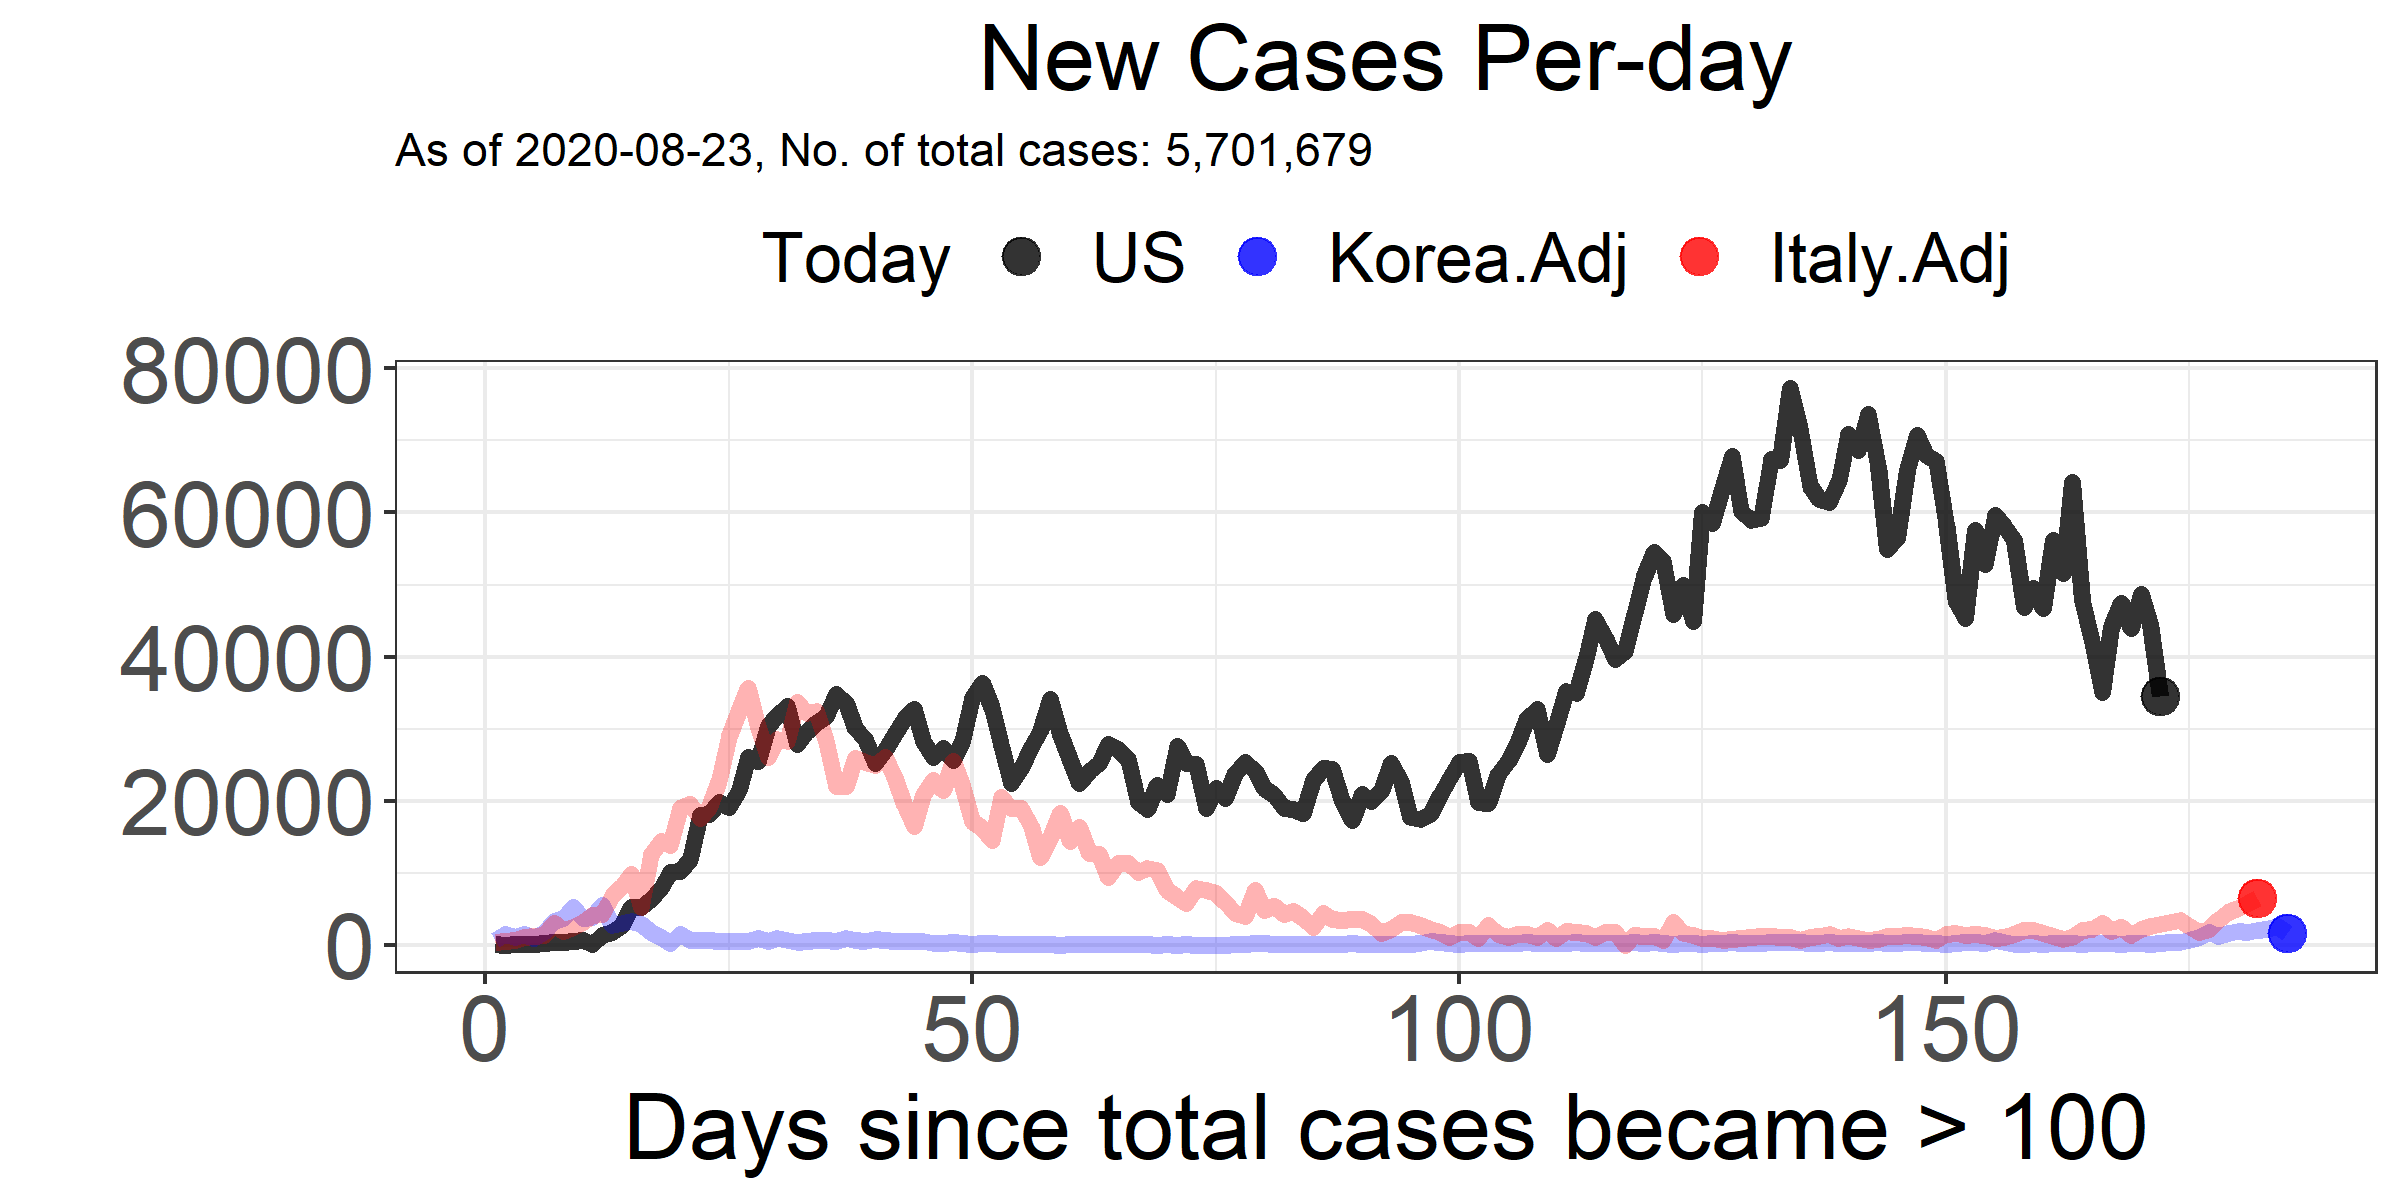 New Cases Per-day
As of 2020-08-23, No. of total cases: 5,701,679
Today US Korea.Adj Italy.Adj
80000
60000
40000
20000
0
0 50 100 150
Days since total cases became > 100